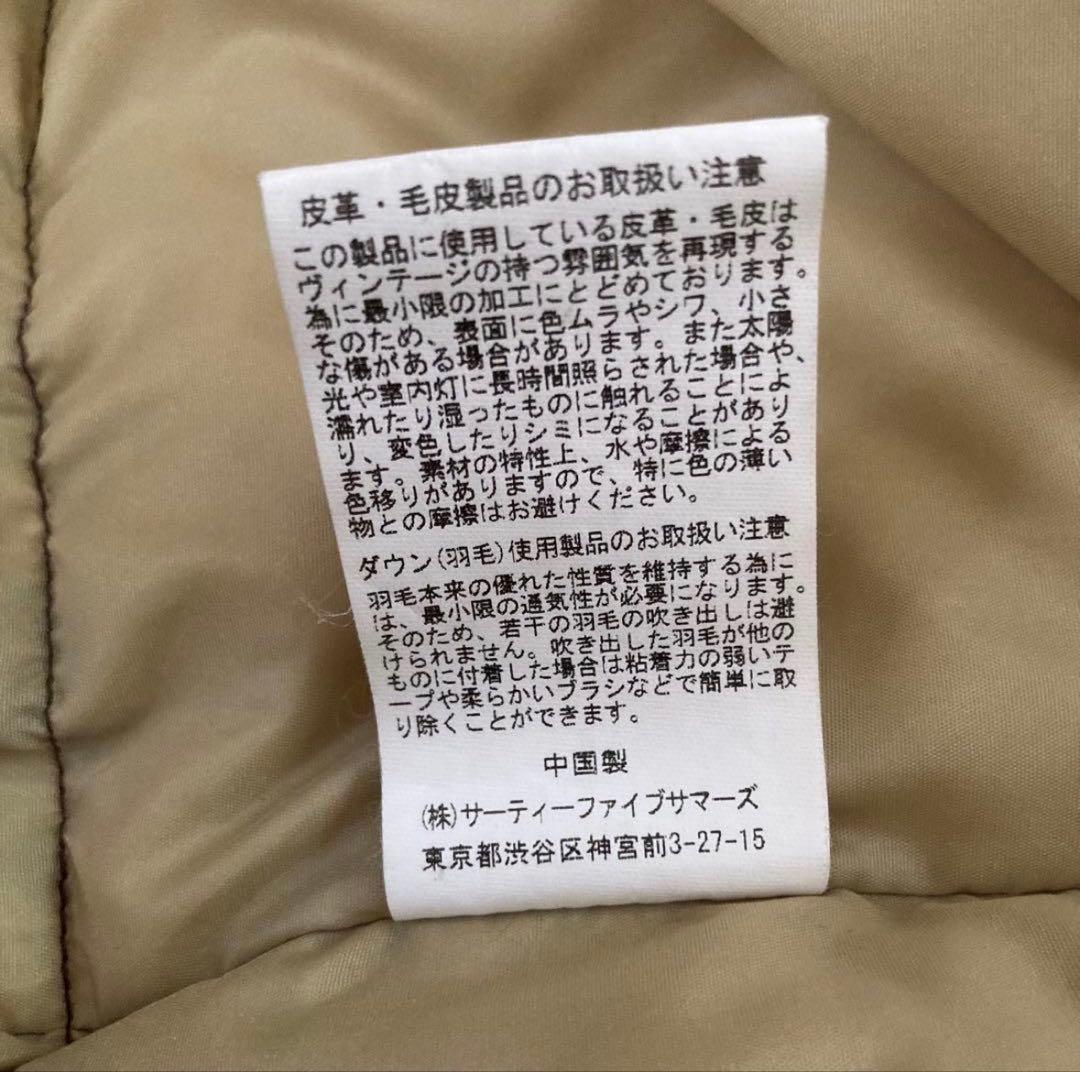 皮革・毛皮製品のお取扱い注意
この製品に使用している皮革・毛皮は
ヴィンテージの持つ雰囲気を再現する
為に最小限の加工にとどめております。
そのため、表面に色ムラやシワ、小さ
な傷がある場合があります。また太陽
光や室内灯に長時間照らされた場合や、
濡れたり湿ったものに触れることによ
り、変色したりシミになることがあり
ます。素材の特性上、水や摩擦による
色移りがありますので、特に色の薄い
物との摩擦はお避けください。
ダウン(羽毛)使用製品のお取扱い注意
羽毛本来の優れた性質を維持する為に
は、最小限の通気性が必要になります。
そのため、若干の羽毛の吹き出しは避
けられません。吹き出した羽毛が他の
ものに付着した場合は粘着力の弱いテ
ープや柔らかいブラシなどで簡単に取
り除くことができます。
中国製
(株)サーティーファイブサマーズ
東京都渋谷区神宮前3-27-15